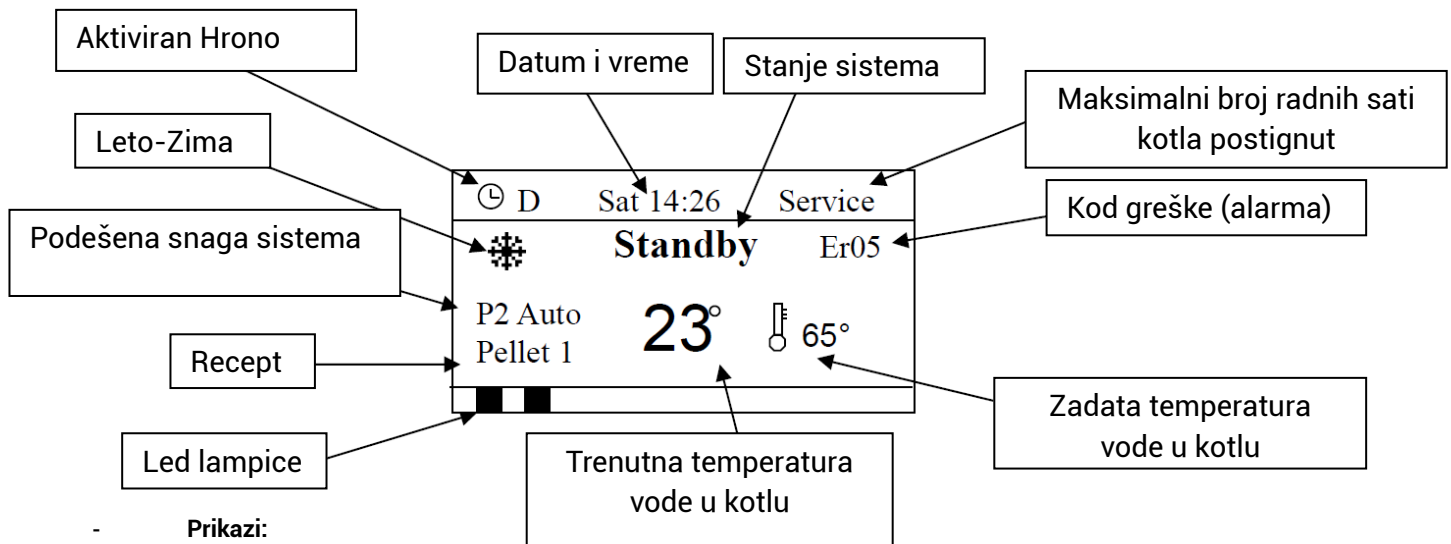 Aktiviran Hrono
Datum i vreme
Stanje sistema
Maksimalni broj radnih sati
kotla postignut
Leto-Zima
Kod greške (alarma)
Podešena snaga sistema
D Sat 14:26 Service
Standby Er05
P2 Auto
Pellet 1
23° 65°
Recept
Zadata temperatura
vode u kotlu
Led lampice
Trenutna temperatura
vode u kotlu
- Prikazi: